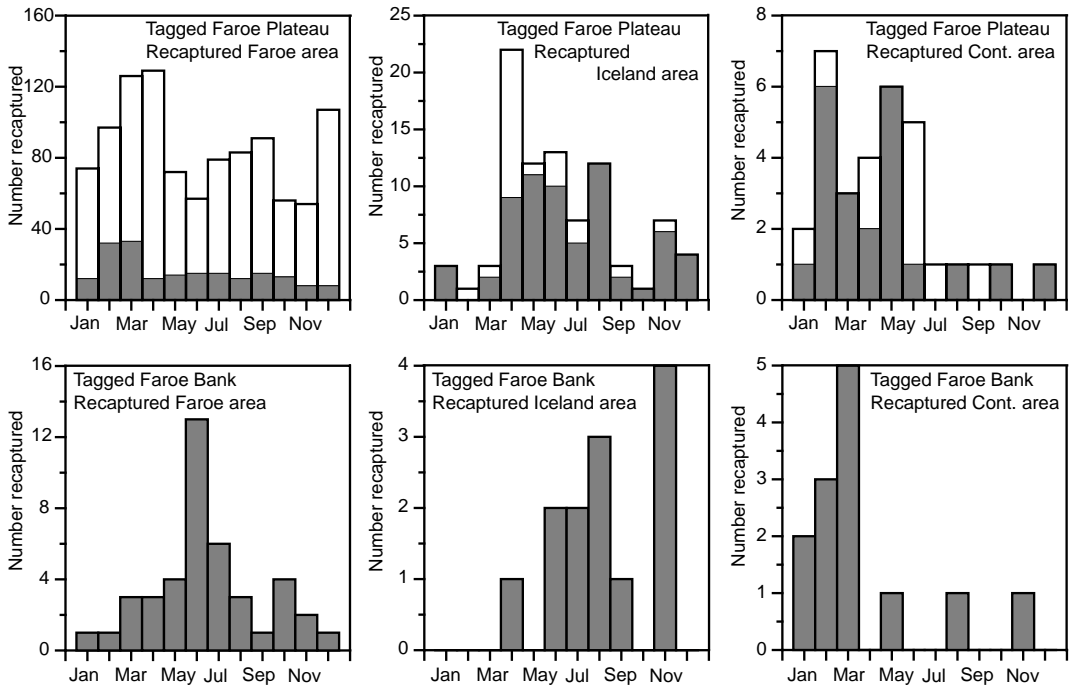 160
120
80
40
0
Number recaptured
Tagged Faroe Plateau
Recaptured Faroe area
Jan Mar May Jul Sep Nov
25
20
15
10
5
0
Number recaptured
Tagged Faroe Plateau
Recaptured
Iceland area
Jan Mar May Jul Sep Nov
8
6
4
2
0
Number recaptured
Tagged Faroe Plateau
Recaptured Cont. area
Jan Mar May Jul Sep Nov
16
12
8
4
0
Number recaptured
Tagged Faroe Bank
Recaptured Faroe area
Jan Mar May Jul Sep Nov
4
3
2
1
0
Number recaptured
Tagged Faroe Bank
Recaptured Iceland area
Jan Mar May Jul Sep Nov
5
4
3
2
1
0
Number recaptured
Tagged Faroe Bank
Recaptured Cont. area
Jan Mar May Jul Sep Nov